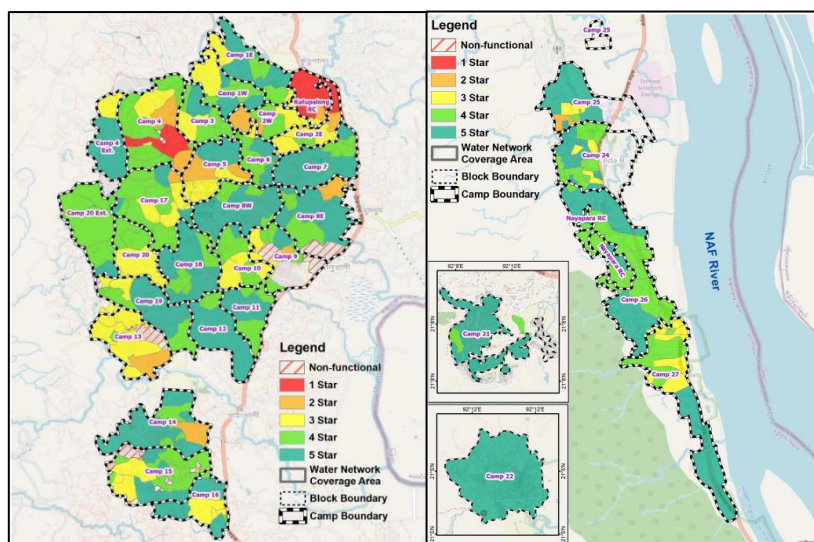 Camp 1E
Camp 1W
Kutupalong
RC
Camp 4
Camp 3
Camp
2W
Camp 2E
Camp 4
Ext.
Camp 5
Camp 6
Camp 7
Camp 17
Camp 20 Ext.
Camp 8W
Camp 8E
Camp 20
Camp 18
Camp 10
Camp 9
Camp 19
Camp 11
Camp 13
Camp 12
Camp 14
Camp 15
Camp 16
Legend
Non-functional
1 Star
2 Star
3 Star
4 Star
5 Star
Water Network
Coverage Area
Block Boundary
Camp Boundary
Legend
Non-functional
1 Star
2 Star
3 Star
4 Star
5 Star
Water Network
Coverage Area
Block Boundary
Camp Boundary
Camp 25
Camp 25
Camp 24
Nayapara RC
Nayapara RC
Camp 26
Camp 27
NAF River
92°9'E
92°10'E
Camp 21
Camp 22